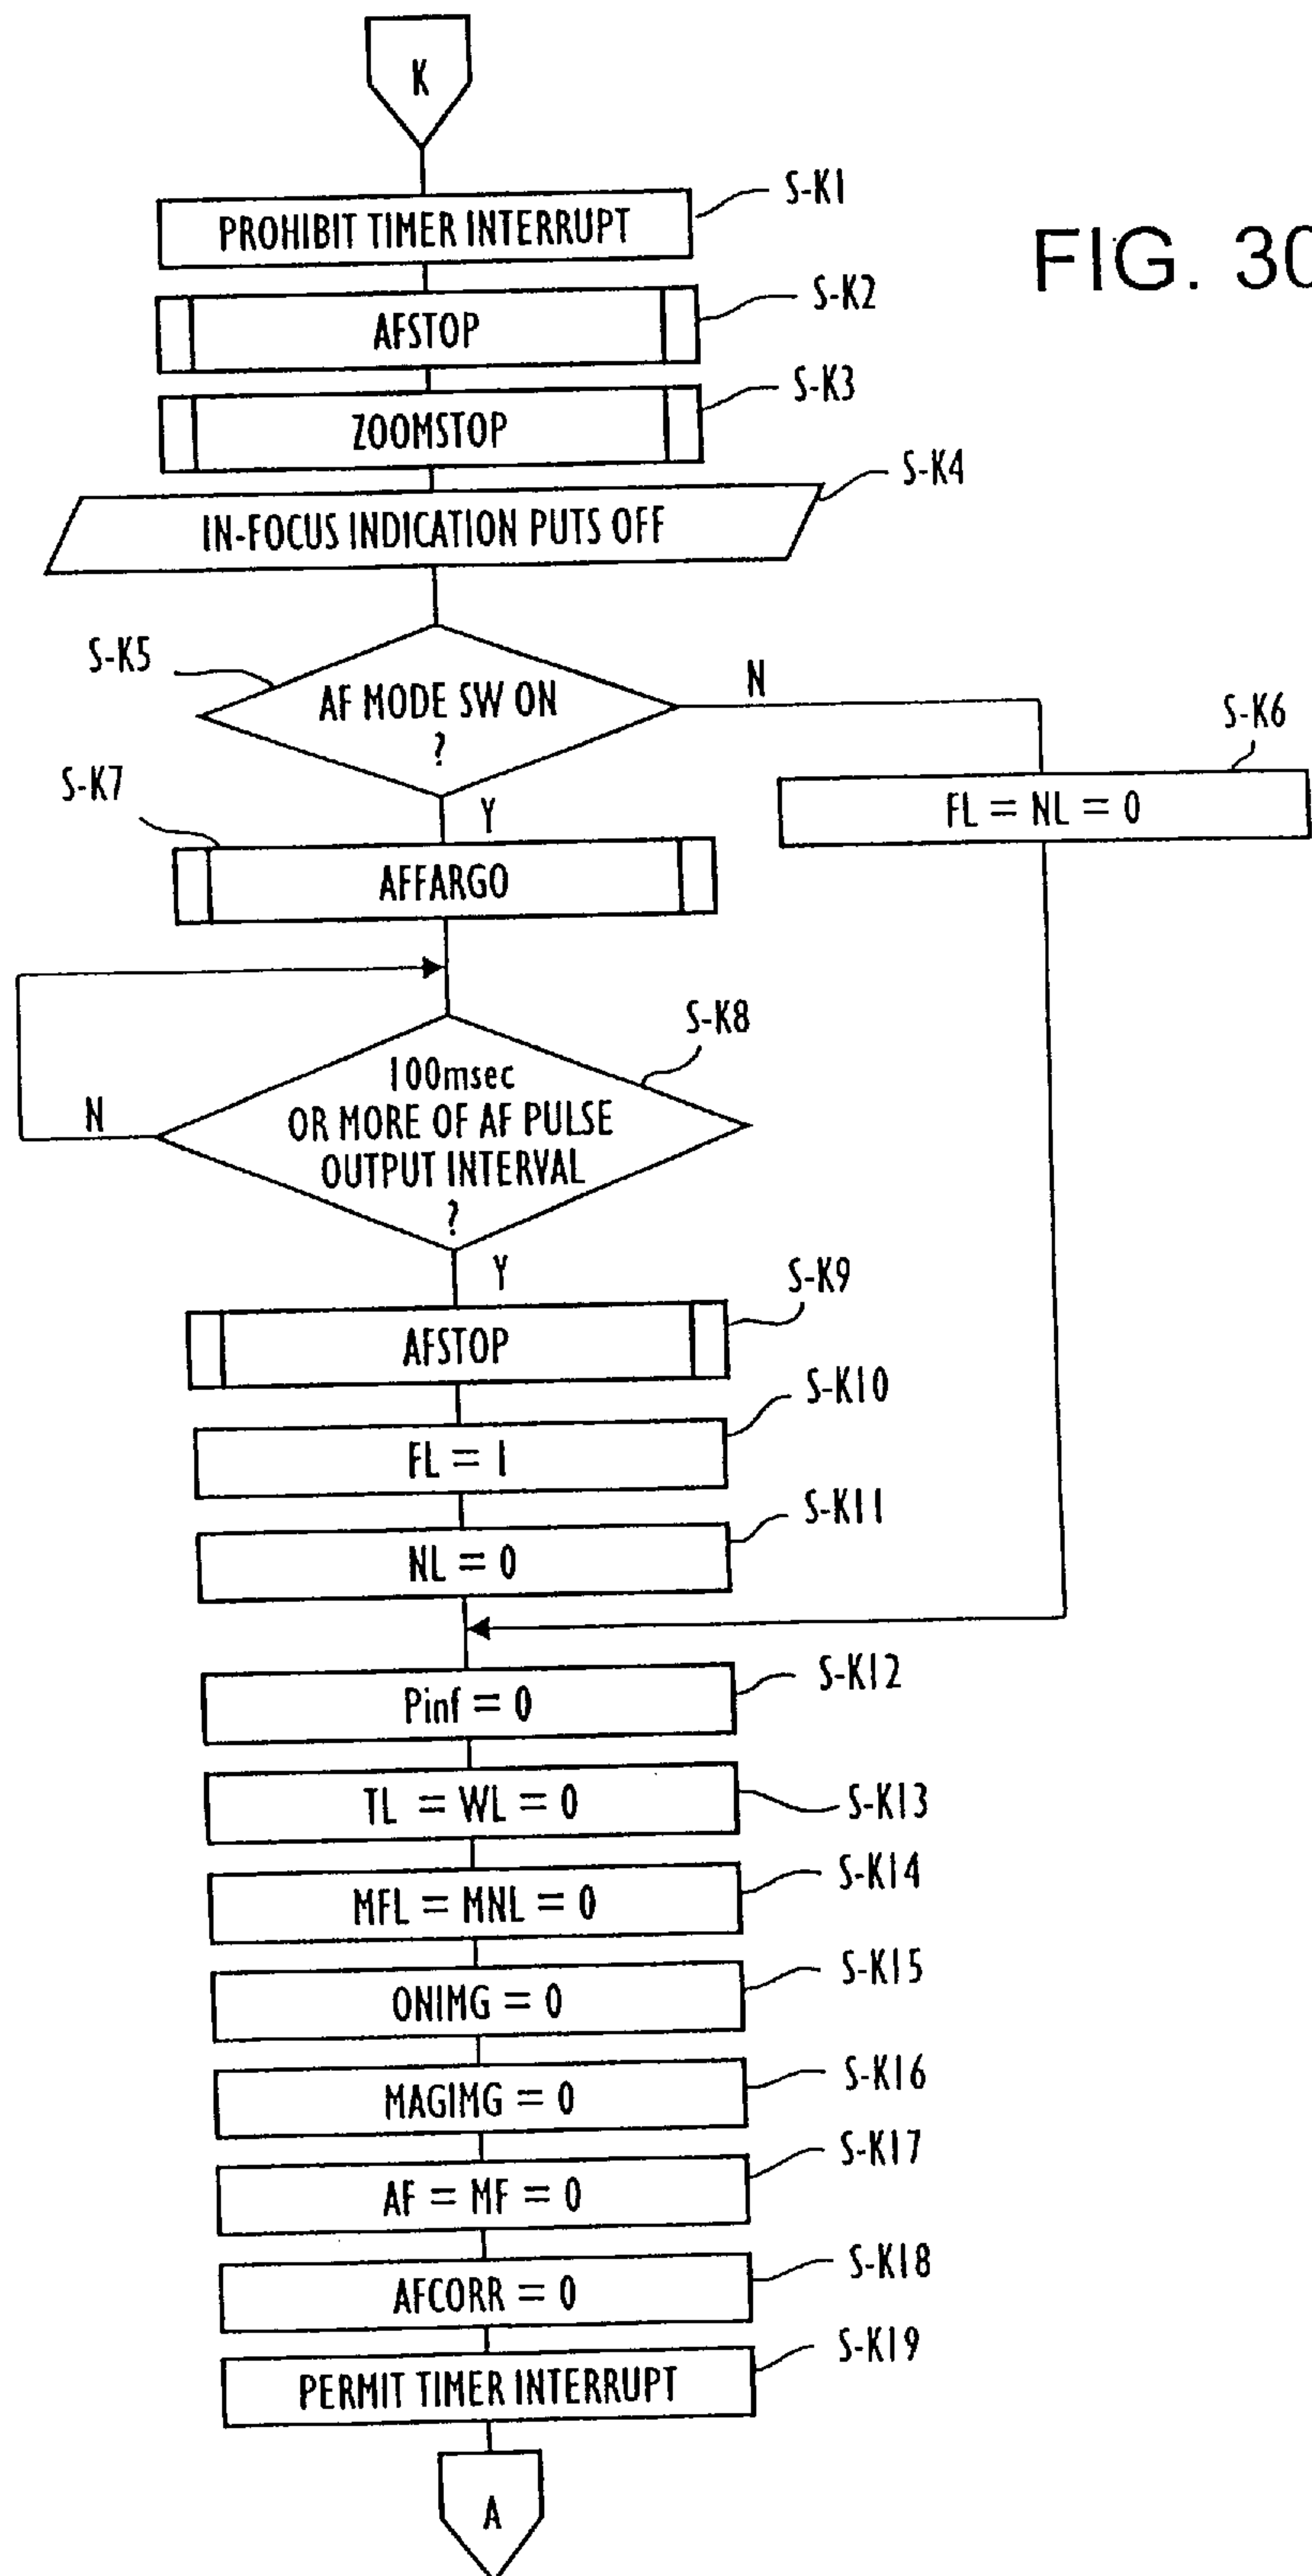 K
S-K1
PROHIBIT TIMER INTERRUPT
FIG. 30
S-K2
AFSTOP
S-K3
ZOOMSTOP
S-K4
IN-FOCUS INDICATION PUTS OFF
S-K5
AF MODE SW ON
?
N
S-K6
FL = NL = 0
S-K7
Y
AFFARGO
S-K8
100msec
OR MORE OF AF PULSE
OUTPUT INTERVAL
?
N
Y
S-K9
AFSTOP
S-K10
FL = 1
S-K11
NL = 0
S-K12
Pinf = 0
S-K13
TL = WL = 0
S-K14
MFL = MNL = 0
S-K15
ONIMG = 0
S-K16
MAGIMG = 0
S-K17
AF = MF = 0
S-K18
AFCORR = 0
S-K19
PERMIT TIMER INTERRUPT
A